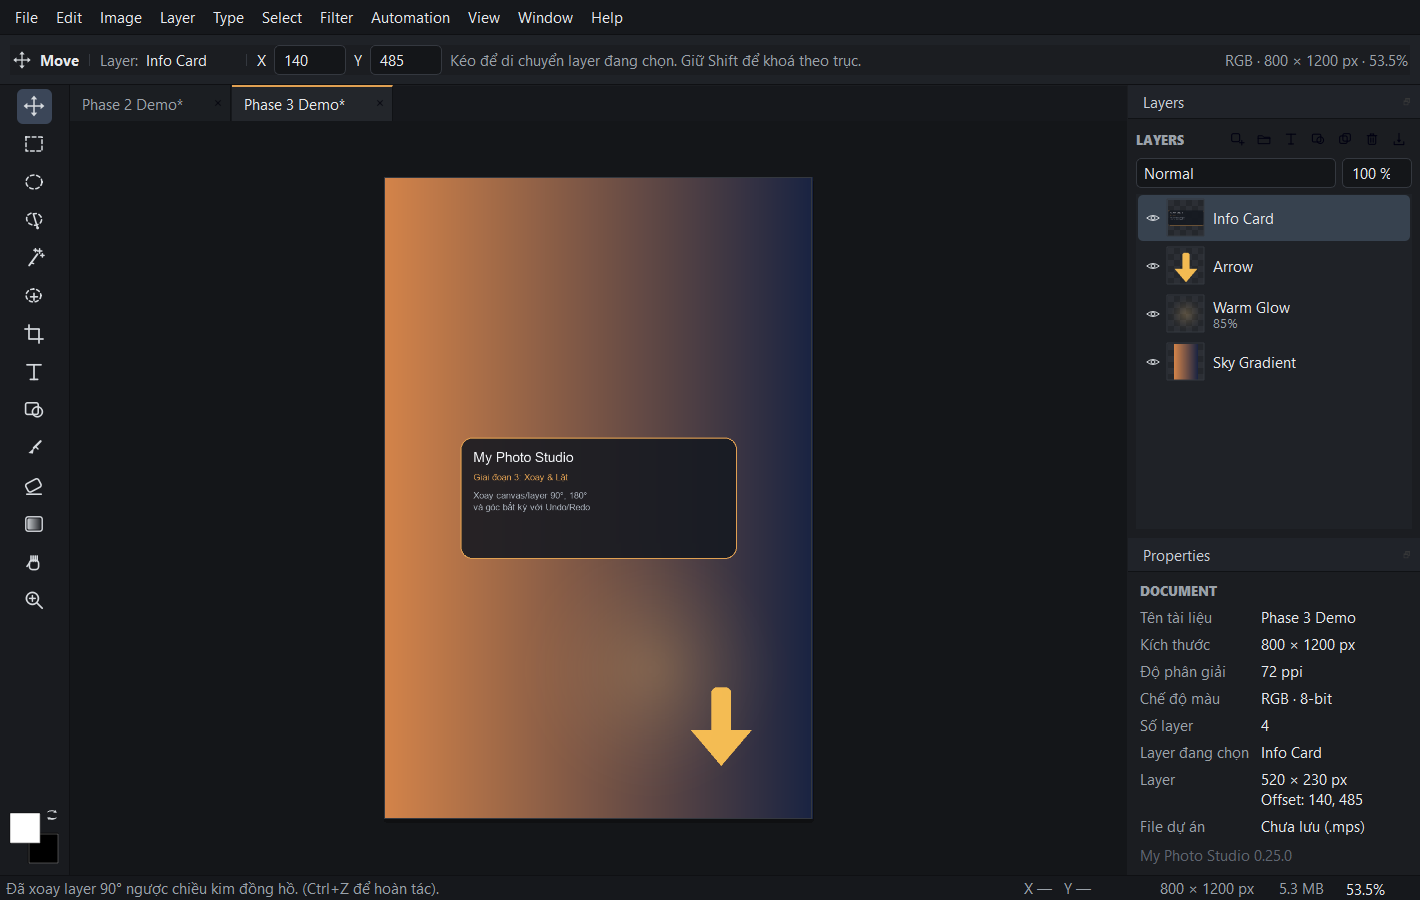 File Edit Image Layer Type Select Filter Automation View Window Help
Move Layer: Info Card X 140 Y 485 Kéo để di chuyển layer đang chọn. Giữ Shift để khoá theo trục. RGB · 800 × 1200 px · 53.5%
Phase 2 Demo* × Phase 3 Demo* ×
Layers
LAYERS
Normal 100 %
Info Card
Arrow
Warm Glow
85%
Sky Gradient
My Photo Studio
Giai đoạn 3: Xoay & Lật
Xoay canvas/layer 90°, 180°
và góc bất kỳ với Undo/Redo
Properties
DOCUMENT
Tên tài liệu Phase 3 Demo
Kích thước 800 × 1200 px
Độ phân giải 72 ppi
Chế độ màu RGB · 8-bit
Số layer 4
Layer đang chọn Info Card
Layer 520 × 230 px
Offset: 140, 485
File dự án Chưa lưu (.mps)
My Photo Studio 0.25.0
Đã xoay layer 90° ngược chiều kim đồng hồ. (Ctrl+Z để hoàn tác). X — Y — 800 × 1200 px 5.3 MB 53.5%